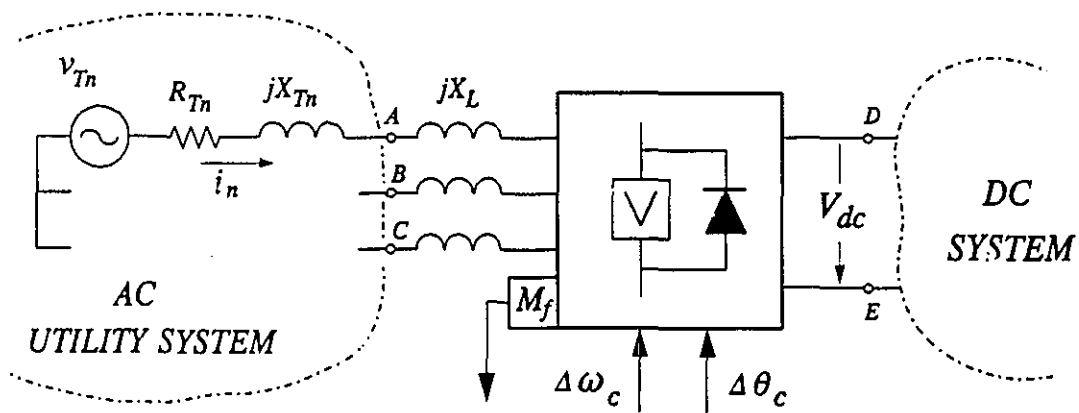 v_Tn
R_Tn
jX_Tn
A
jX_L
i_n
B
C
AC
UTILITY SYSTEM
V
M_f
Δω_c
Δθ_c
D
V_dc
E
DC
SYSTEM